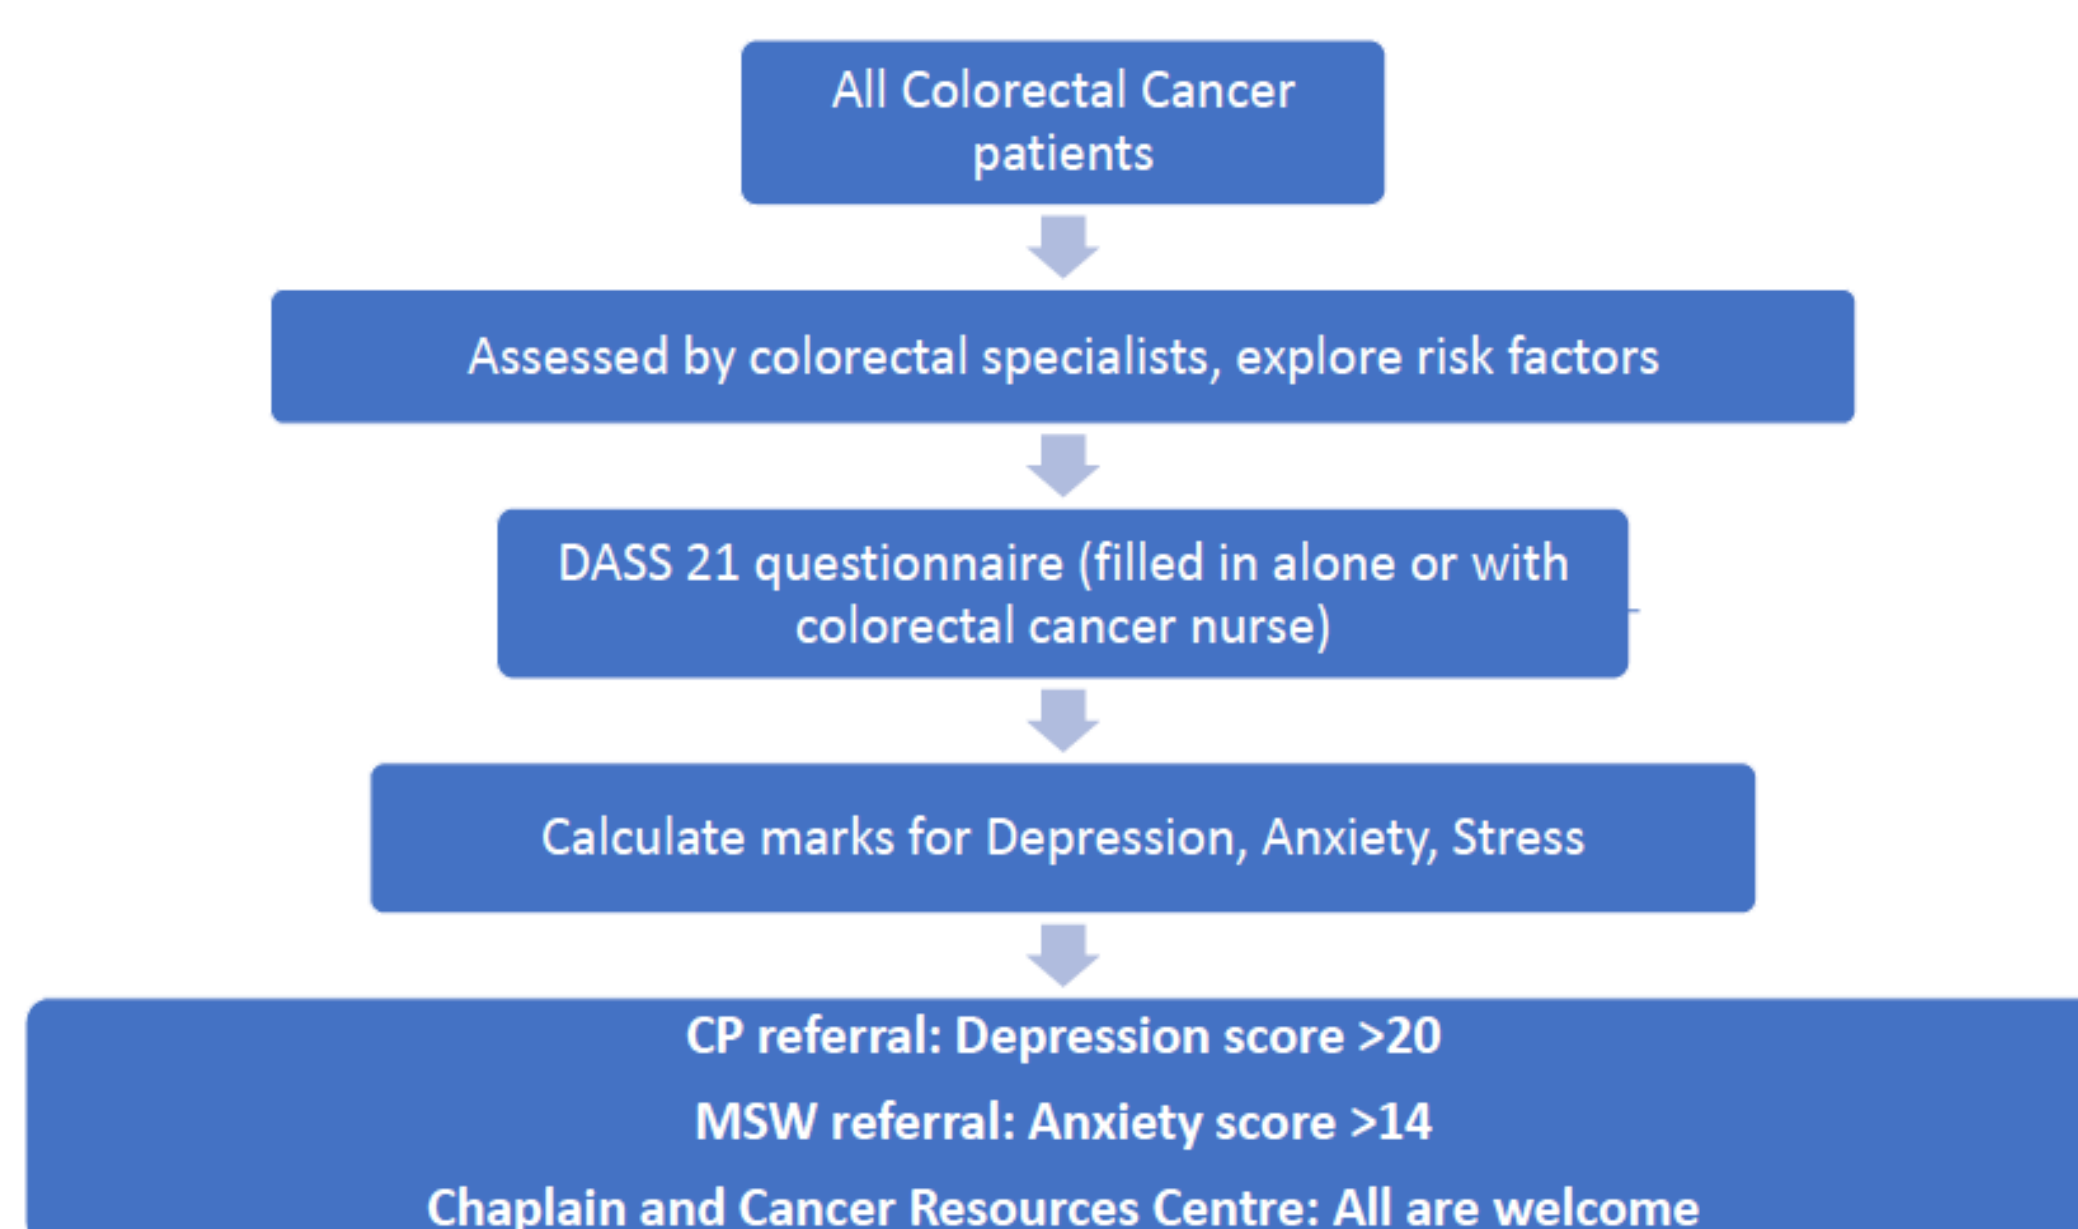 All Colorectal Cancer
patients
Assessed by colorectal specialists, explore risk factors
DASS 21 questionnaire (filled in alone or with
colorectal cancer nurse)
Calculate marks for Depression, Anxiety, Stress
CP referral: Depression score >20
MSW referral: Anxiety score >14
Chaplain and Cancer Resources Centre: All are welcome